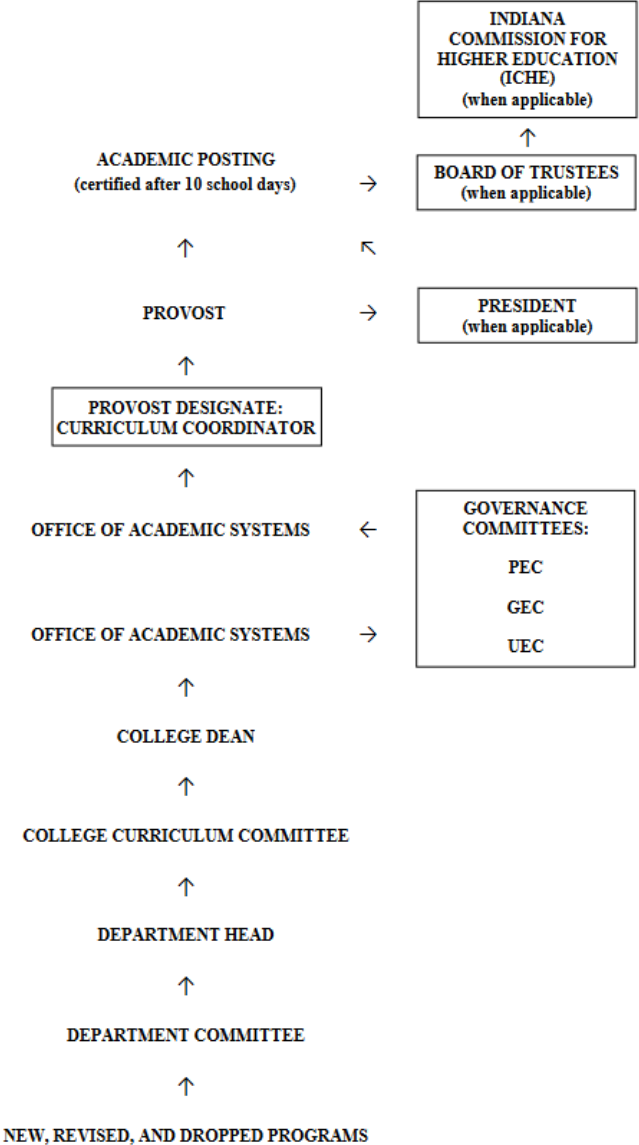 INDIANA
COMMISSION FOR
HIGHER EDUCATION
(ICHE)
(when applicable)
↑
ACADEMIC POSTING
(certified after 10 school days)
→
BOARD OF TRUSTEES
(when applicable)
↑
↖
PROVOST
→
PRESIDENT
(when applicable)
↑
PROVOST DESIGNATE:
CURRICULUM COORDINATOR
↑
OFFICE OF ACADEMIC SYSTEMS
←
GOVERNANCE
COMMITTEES:
PEC
GEC
UEC
OFFICE OF ACADEMIC SYSTEMS
→
↑
COLLEGE DEAN
↑
COLLEGE CURRICULUM COMMITTEE
↑
DEPARTMENT HEAD
↑
DEPARTMENT COMMITTEE
↑
NEW, REVISED, AND DROPPED PROGRAMS